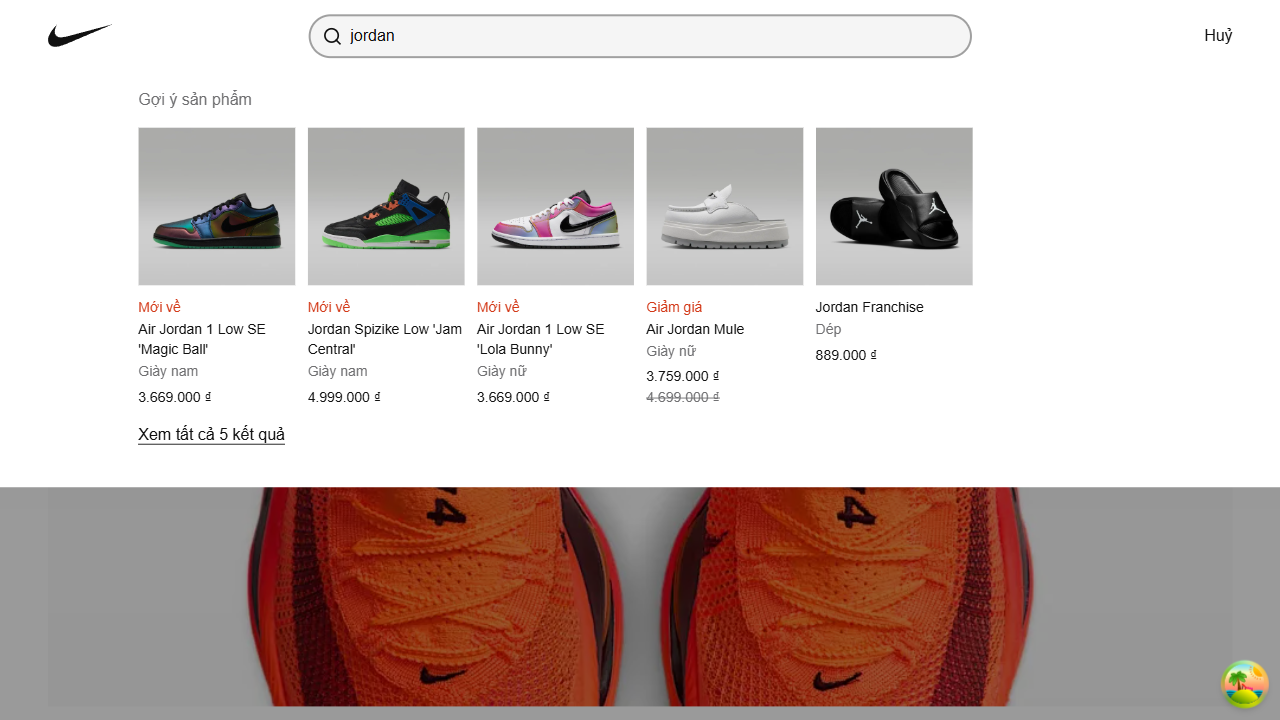 jordan
Huỷ
Gợi ý sản phẩm
Mới về
Air Jordan 1 Low SE
'Magic Ball'
Giày nam
3.669.000 ₫
Mới về
Jordan Spizike Low 'Jam
Central'
Giày nam
4.999.000 ₫
Mới về
Air Jordan 1 Low SE
'Lola Bunny'
Giày nữ
3.669.000 ₫
Giảm giá
Air Jordan Mule
Giày nữ
3.759.000 ₫
4.699.000 ₫
Jordan Franchise
Dép
889.000 ₫
Xem tất cả 5 kết quả